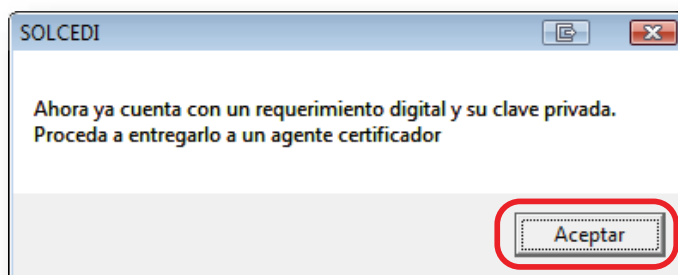 SOLCEDI
Ahora ya cuenta con un requerimiento digital y su clave privada.
Proceda a entregarlo a un agente certificador
Aceptar